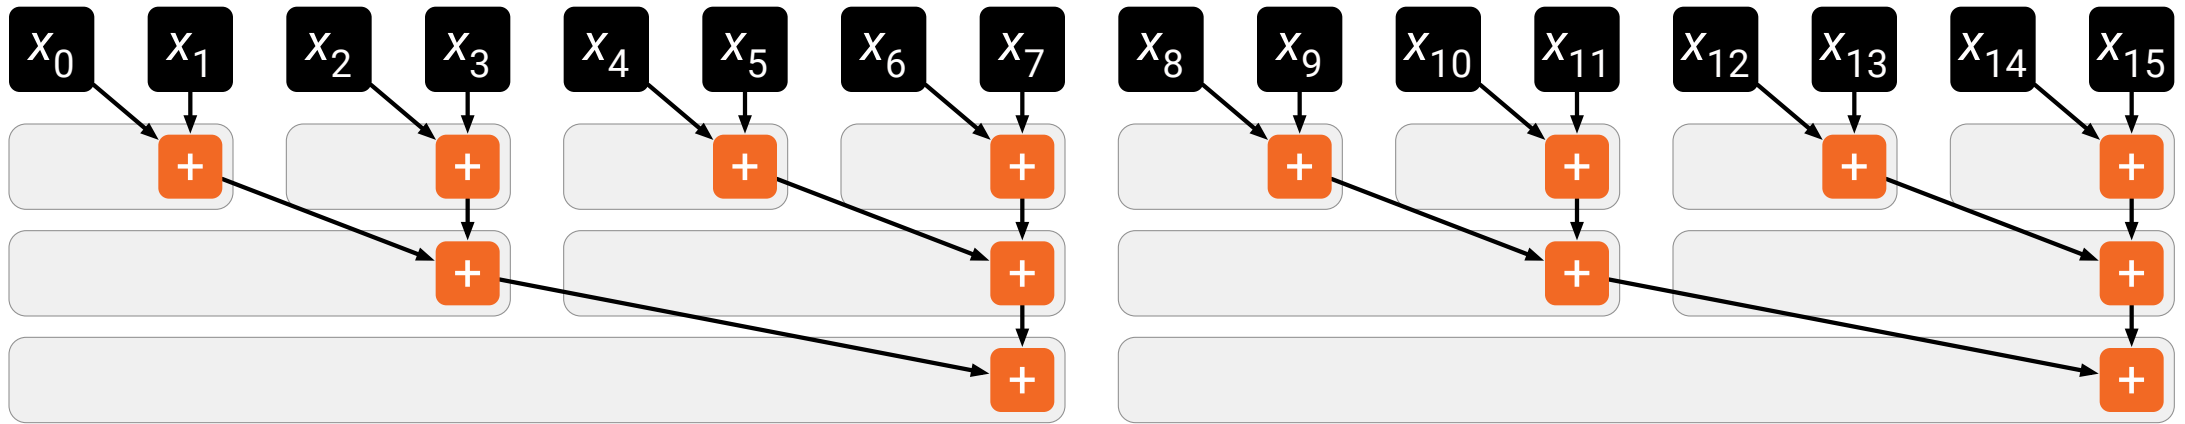 x0 x1 x2 x3 x4 x5 x6 x7 x8 x9 x10 x11 x12 x13 x14 x15
+ + + + + + + +
+ + + +
+ +